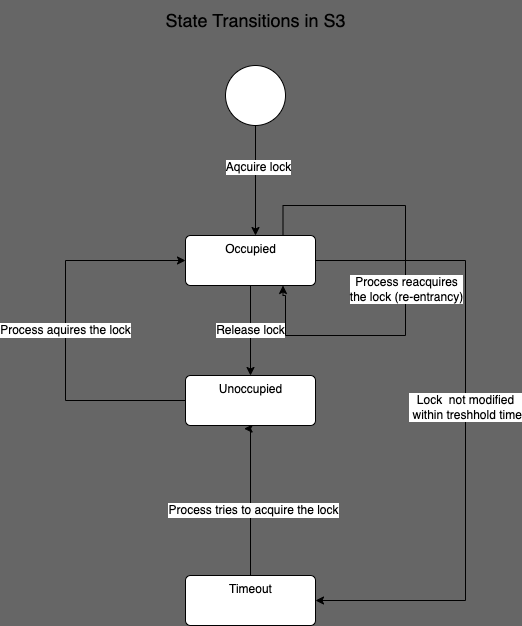 State Transitions in S3
Aqcuire lock
Occupied
Process reacquires
the lock (re-entrancy)
Process aquires the lock
Release lock
Unoccupied
Lock  not modified
within treshhold time
Process tries to acquire the lock
Timeout